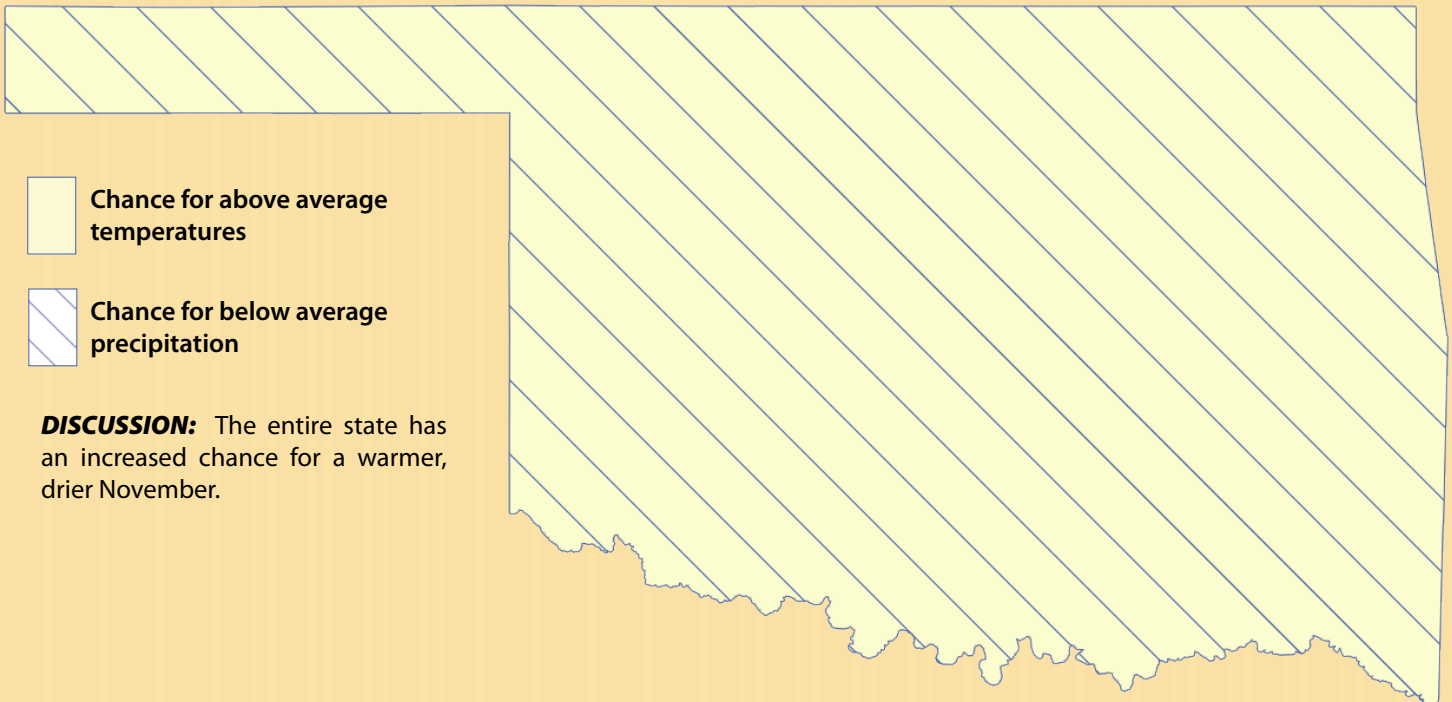 Chance for above average
temperatures
Chance for below average
precipitation
DISCUSSION: The entire state has
an increased chance for a warmer,
drier November.